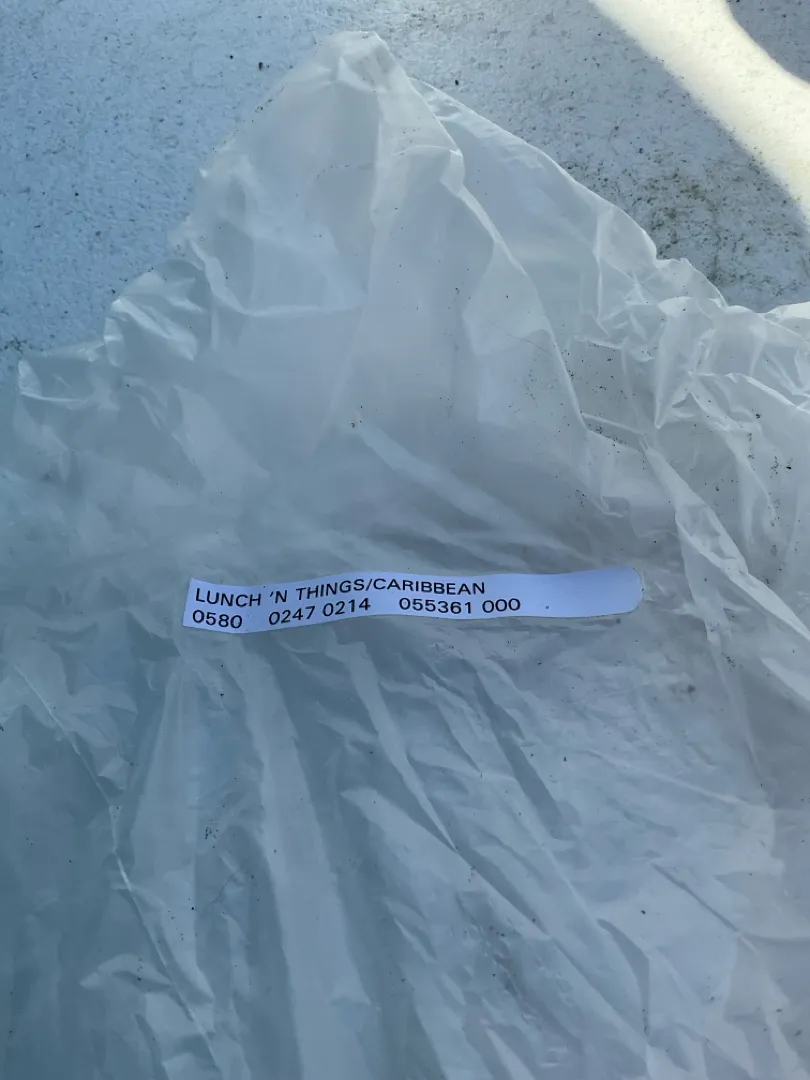 LUNCH 'N THINGS/CARIBBEAN
0580 0247 0214 055361 000